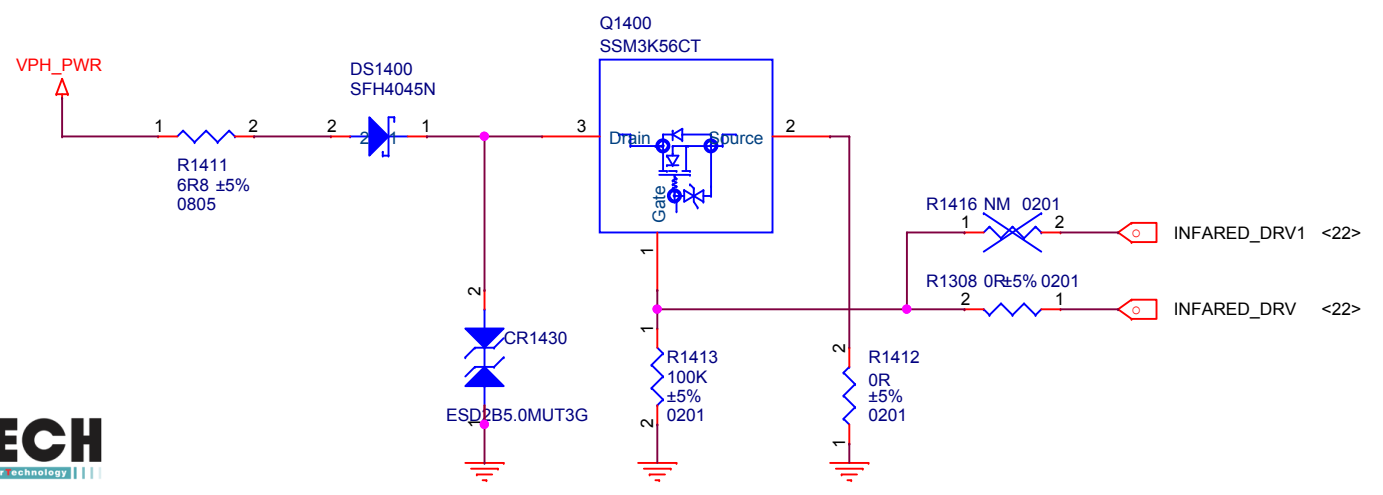 Q1400
SSM3K56CT
VPH_PWR
DS1400
SFH4045N
1
2
2
2
1
1
3
Drain
Source
2
Gate
R1411
6R8 ±5%
0805
1
R1416 NM 0201
1
2
INFARED_DRV1 <22>
R1308 0R±5% 0201
2
1
INFARED_DRV <22>
2
CR1430
ESD2B5.0MUT3G
1
1
R1413
100K
±5%
0201
2
2
R1412
0R
±5%
0201
1
ECH
r Technology